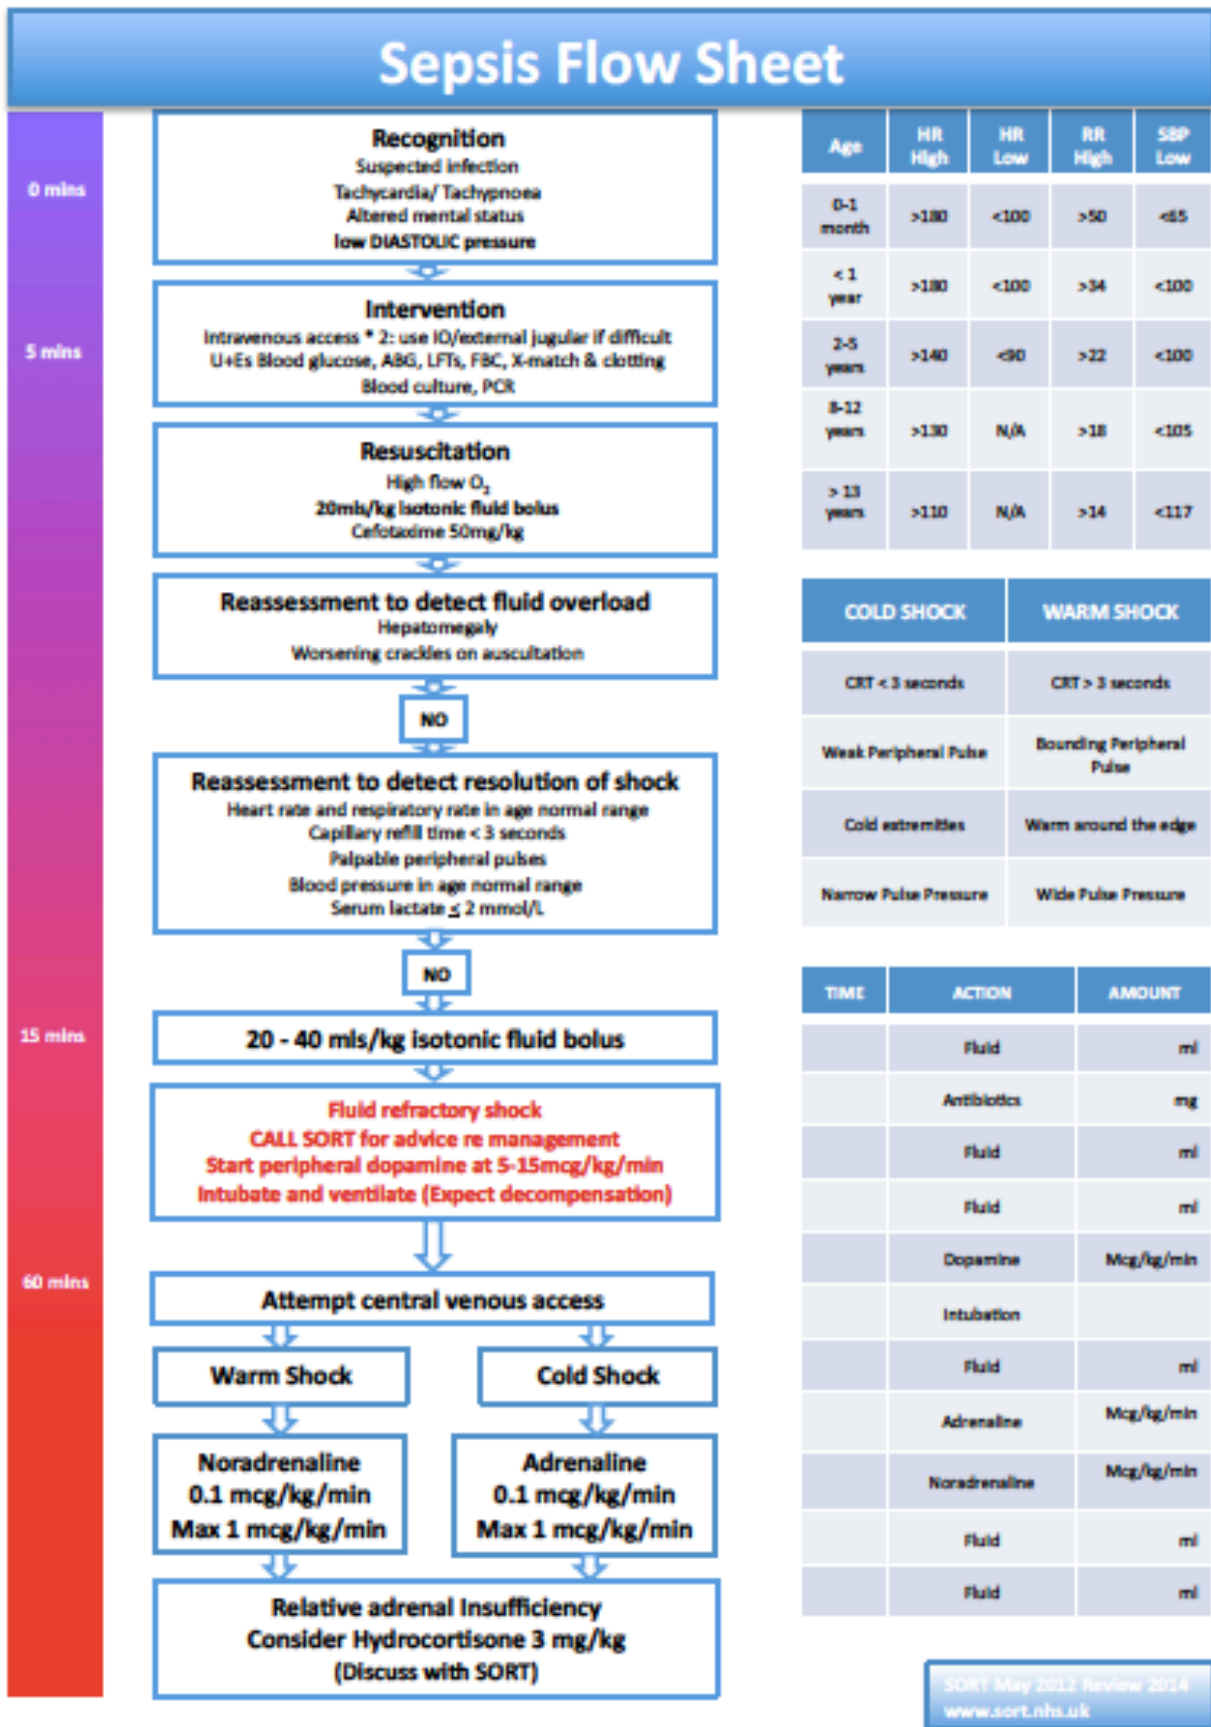 Sepsis Flow Sheet
0 mins
5 mins
15 mins
60 mins
Recognition
Suspected infection
Tachycardia/ Tachypnoea
Altered mental status
low DIASTOLIC pressure
Intervention
Intravenous access * 2: use IO/external jugular if difficult
U+Es Blood glucose, ABG, LFTs, FBC, X-match & clotting
Blood culture, PCR
Resuscitation
High flow O₂
20mls/kg isotonic fluid bolus
Cefotaxime 50mg/kg
Reassessment to detect fluid overload
Hepatomegaly
Worsening crackles on auscultation
NO
Reassessment to detect resolution of shock
Heart rate and respiratory rate in age normal range
Capillary refill time < 3 seconds
Palpable peripheral pulses
Blood pressure in age normal range
Serum lactate ≤ 2 mmol/L
NO
20 - 40 mls/kg isotonic fluid bolus
Fluid refractory shock
CALL SORT for advice re management
Start peripheral dopamine at 5-15mcg/kg/min
Intubate and ventilate (Expect decompensation)
Attempt central venous access
Warm Shock
Cold Shock
Noradrenaline
0.1 mcg/kg/min
Max 1 mcg/kg/min
Adrenaline
0.1 mcg/kg/min
Max 1 mcg/kg/min
Relative adrenal Insufficiency
Consider Hydrocortisone 3 mg/kg
(Discuss with SORT)
Age HR High HR Low RR High SBP Low
0-1 month >180 <100 >50 <65
< 1 year >180 <100 >34 <100
2-5 years >140 <90 >22 <100
8-12 years >130 N/A >18 <105
> 13 years >110 N/A >14 <117
COLD SHOCK WARM SHOCK
CRT < 3 seconds CRT > 3 seconds
Weak Peripheral Pulse Bounding Peripheral Pulse
Cold extremities Warm around the edge
Narrow Pulse Pressure Wide Pulse Pressure
TIME ACTION AMOUNT
Fluid ml
Antibiotics mg
Fluid ml
Fluid ml
Dopamine Mcg/kg/min
Intubation
Fluid ml
Adrenaline Mcg/kg/min
Noradrenaline Mcg/kg/min
Fluid ml
Fluid ml
SORT May 2012 Review 2014
www.sort.nhs.uk